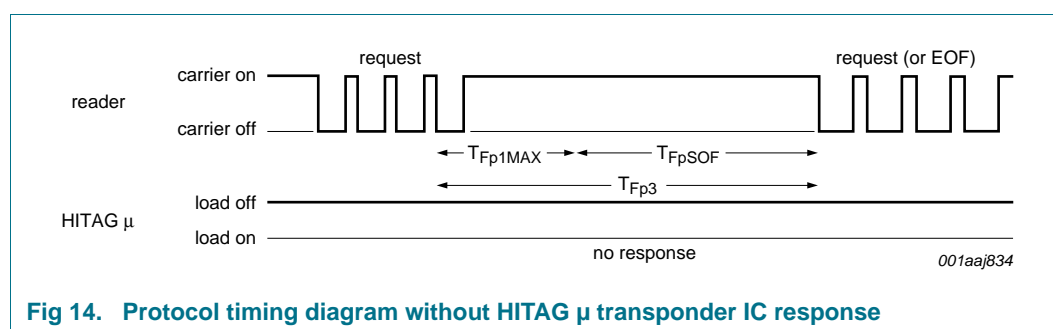 request
request (or EOF)
carrier on
reader
carrier off
TFp1MAX
TFpSOF
TFp3
load off
HITAG μ
load on
no response
001aaj834
Fig 14. Protocol timing diagram without HITAG μ transponder IC response